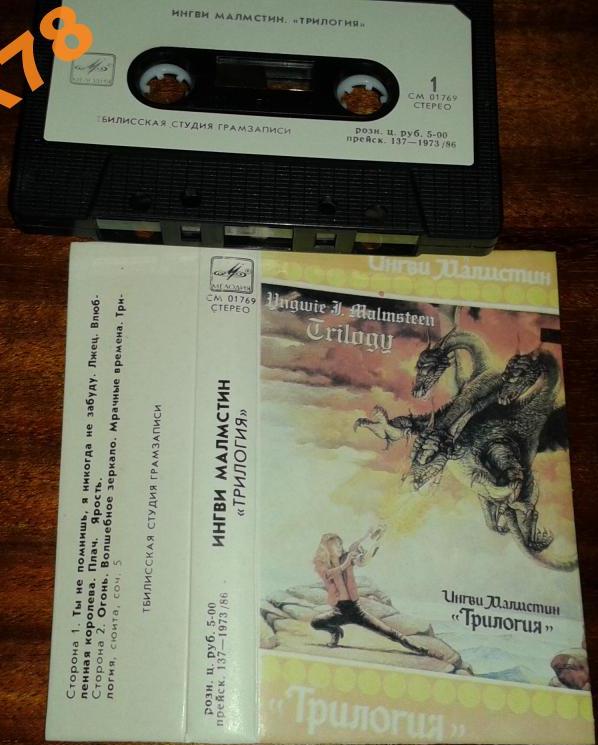 К78
ИНГВИ МАЛМСТИН. «ТРИЛОГИЯ»
МЕЛОДИЯ
1
СМ 01769
СТЕРЕО
ТБИЛИССКАЯ СТУДИЯ ГРАМЗАПИСИ
розн. ц. руб. 5-00
прейск. 137—1973/86
Сторона 1. Ты не помнишь, я никогда не забуду. Лжец. Влюб-
ленная королева. Плач. Ярость.
Сторона 2. Огонь. Волшебное зеркало. Мрачные времена. Три-
логия, сюита, соч. 5
ТБИЛИССКАЯ СТУДИЯ ГРАМЗАПИСИ
МЕЛОДИЯ
СМ 01769
СТЕРЕО
ИНГВИ МАЛМСТИН
«ТРИЛОГИЯ»
розн. ц. руб. 5-00
прейск. 137—1973/86
Ингви Малмстин
Yngwie J. Malmsteen
Trilogy
Ингви Малмстин
“Трилогия”
“Трилогия”